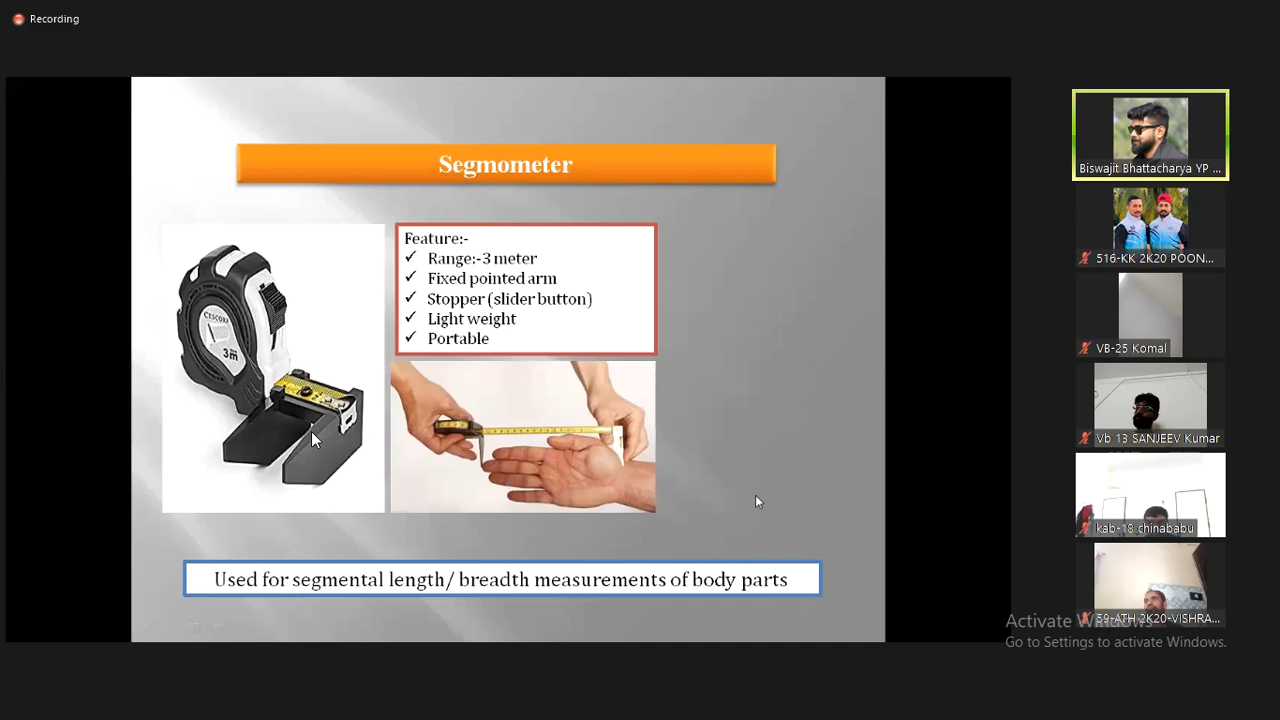 Recording
Segmometer
Feature:-
✓ Range:-3 meter
✓ Fixed pointed arm
✓ Stopper (slider button)
✓ Light weight
✓ Portable
CESCORF
3m
Used for segmental length/ breadth measurements of body parts
Biswajit Bhattacharya YP ...
516-KK 2K20 POON...
VB-25 Komal
Vb 13 SANJEEV Kumar
kab-18 chinababu
59-ATH 2K20-VISHRA...
Activate Windows
Go to Settings to activate Windows.